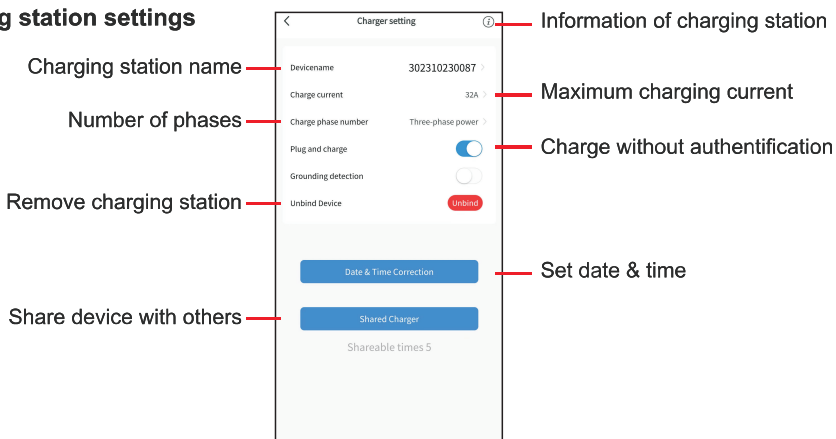 g station settings
Charger setting
Information of charging station
Charging station name
Devicename 302310230087
Charge current 32A
Maximum charging current
Number of phases
Charge phase number Three-phase power
Plug and charge
Charge without authentification
Grounding detection
Remove charging station
Unbind Device Unbind
Date & Time Correction
Set date & time
Share device with others
Shared Charger
Shareable times 5